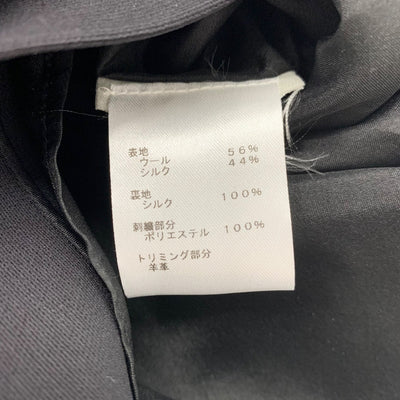 表地
ウール 56%
シルク 44%
裏地
シルク 100%
刺繍部分
ポリエステル 100%
トリミング部分
羊革